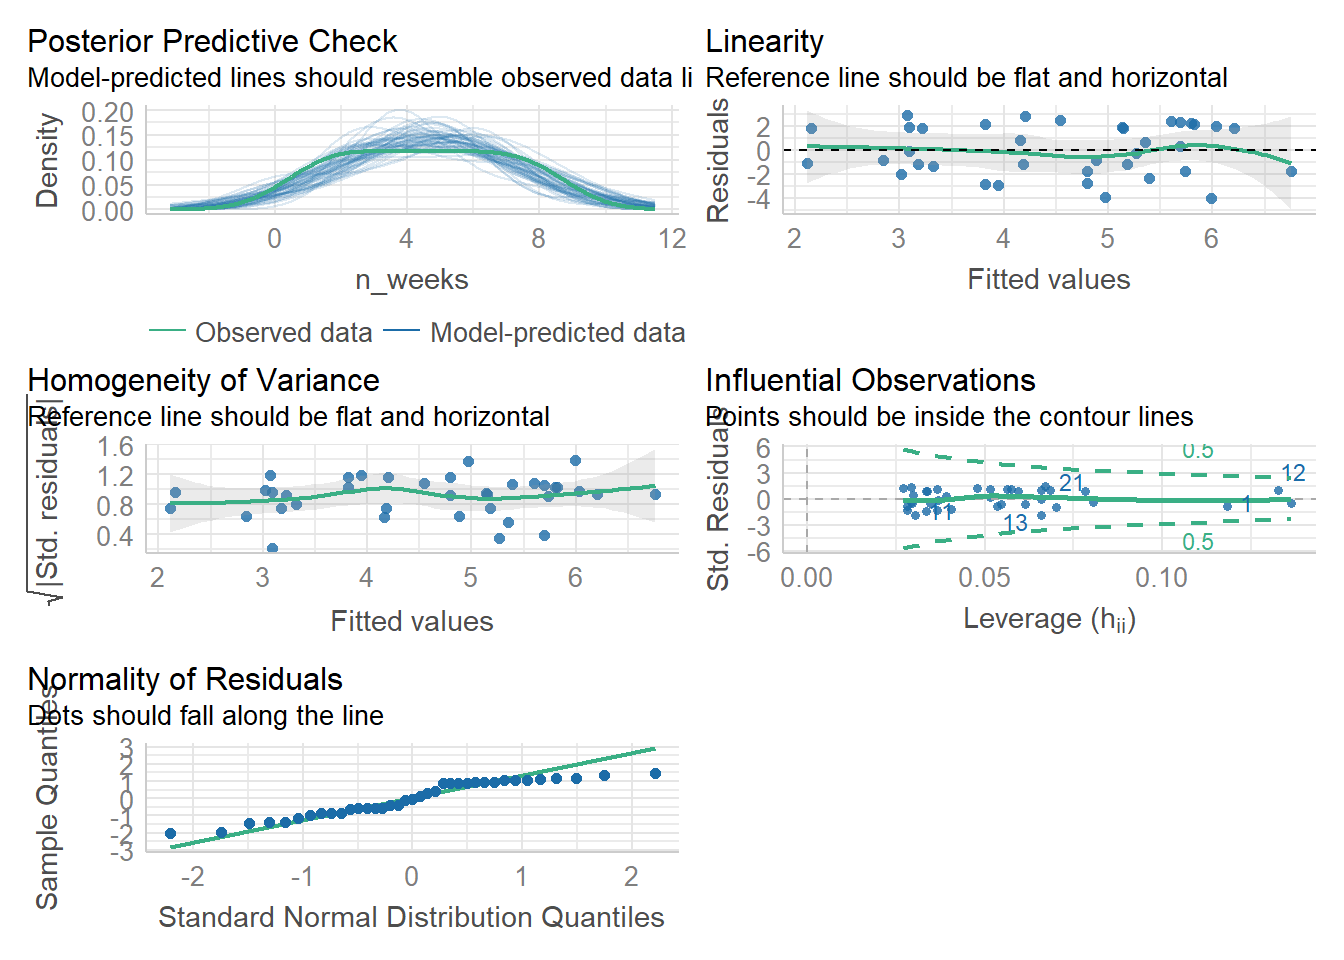 Posterior Predictive Check
Model-predicted lines should resemble observed data li
Density
0.20
0.15
0.10
0.05
0.00
0 4 8 12
n_weeks
Observed data Model-predicted data
Linearity
Reference line should be flat and horizontal
Residuals
2
0
-2
-4
2 3 4 5 6
Fitted values
Homogeneity of Variance
Reference line should be flat and horizontal
√|Std. residuals|
1.6
1.2
0.8
0.4
2 3 4 5 6
Fitted values
Influential Observations
Points should be inside the contour lines
Std. Residuals
6
3
0
-3
-6
0.5
12
21
1
11
13
0.5
0.00 0.05 0.10
Leverage (hii)
Normality of Residuals
Dots should fall along the line
Sample Quantiles
3
2
1
0
-1
-2
-3
-2 -1 0 1 2
Standard Normal Distribution Quantiles